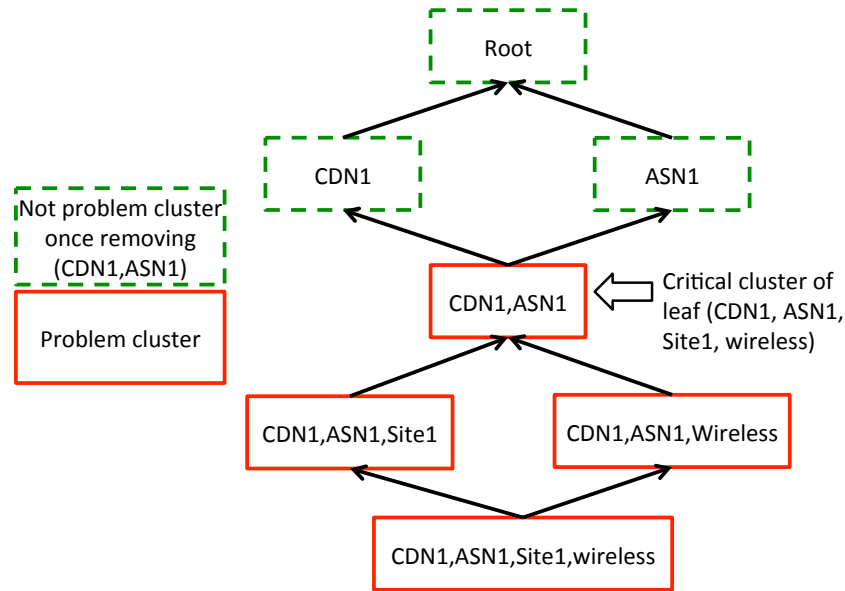 Root
CDN1
ASN1
Not problem cluster
once removing
(CDN1,ASN1)
Problem cluster
CDN1,ASN1
Critical cluster of
leaf (CDN1, ASN1,
Site1, wireless)
CDN1,ASN1,Site1
CDN1,ASN1,Wireless
CDN1,ASN1,Site1,wireless